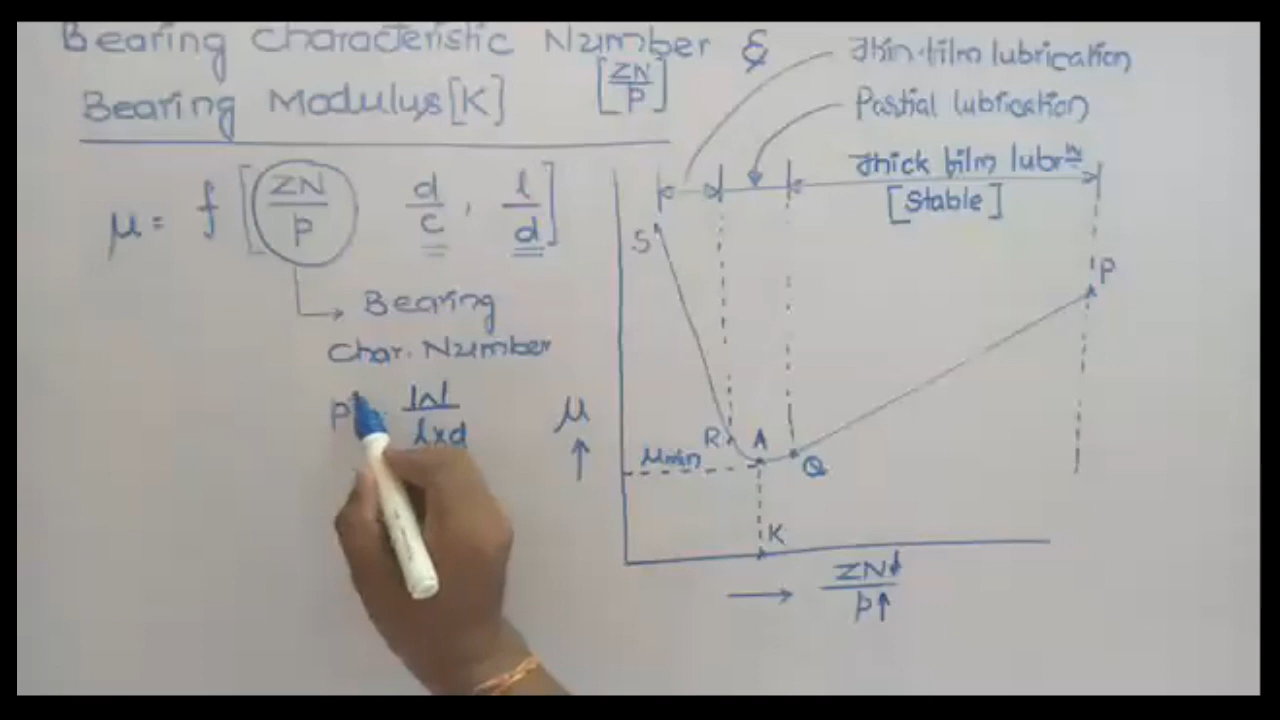 Bearing Characteristic Number &
Bearing Modulus [K] [ZN/P]
μ = f [ZN/P d/c, l/d]
Bearing
Char. Number
P W/l×d
Thin film lubrication
Pastial lubrication
Thick film lubrⁿ
[Stable]
S
P
R A Q
μ
μmin
K
ZN↓/P↑